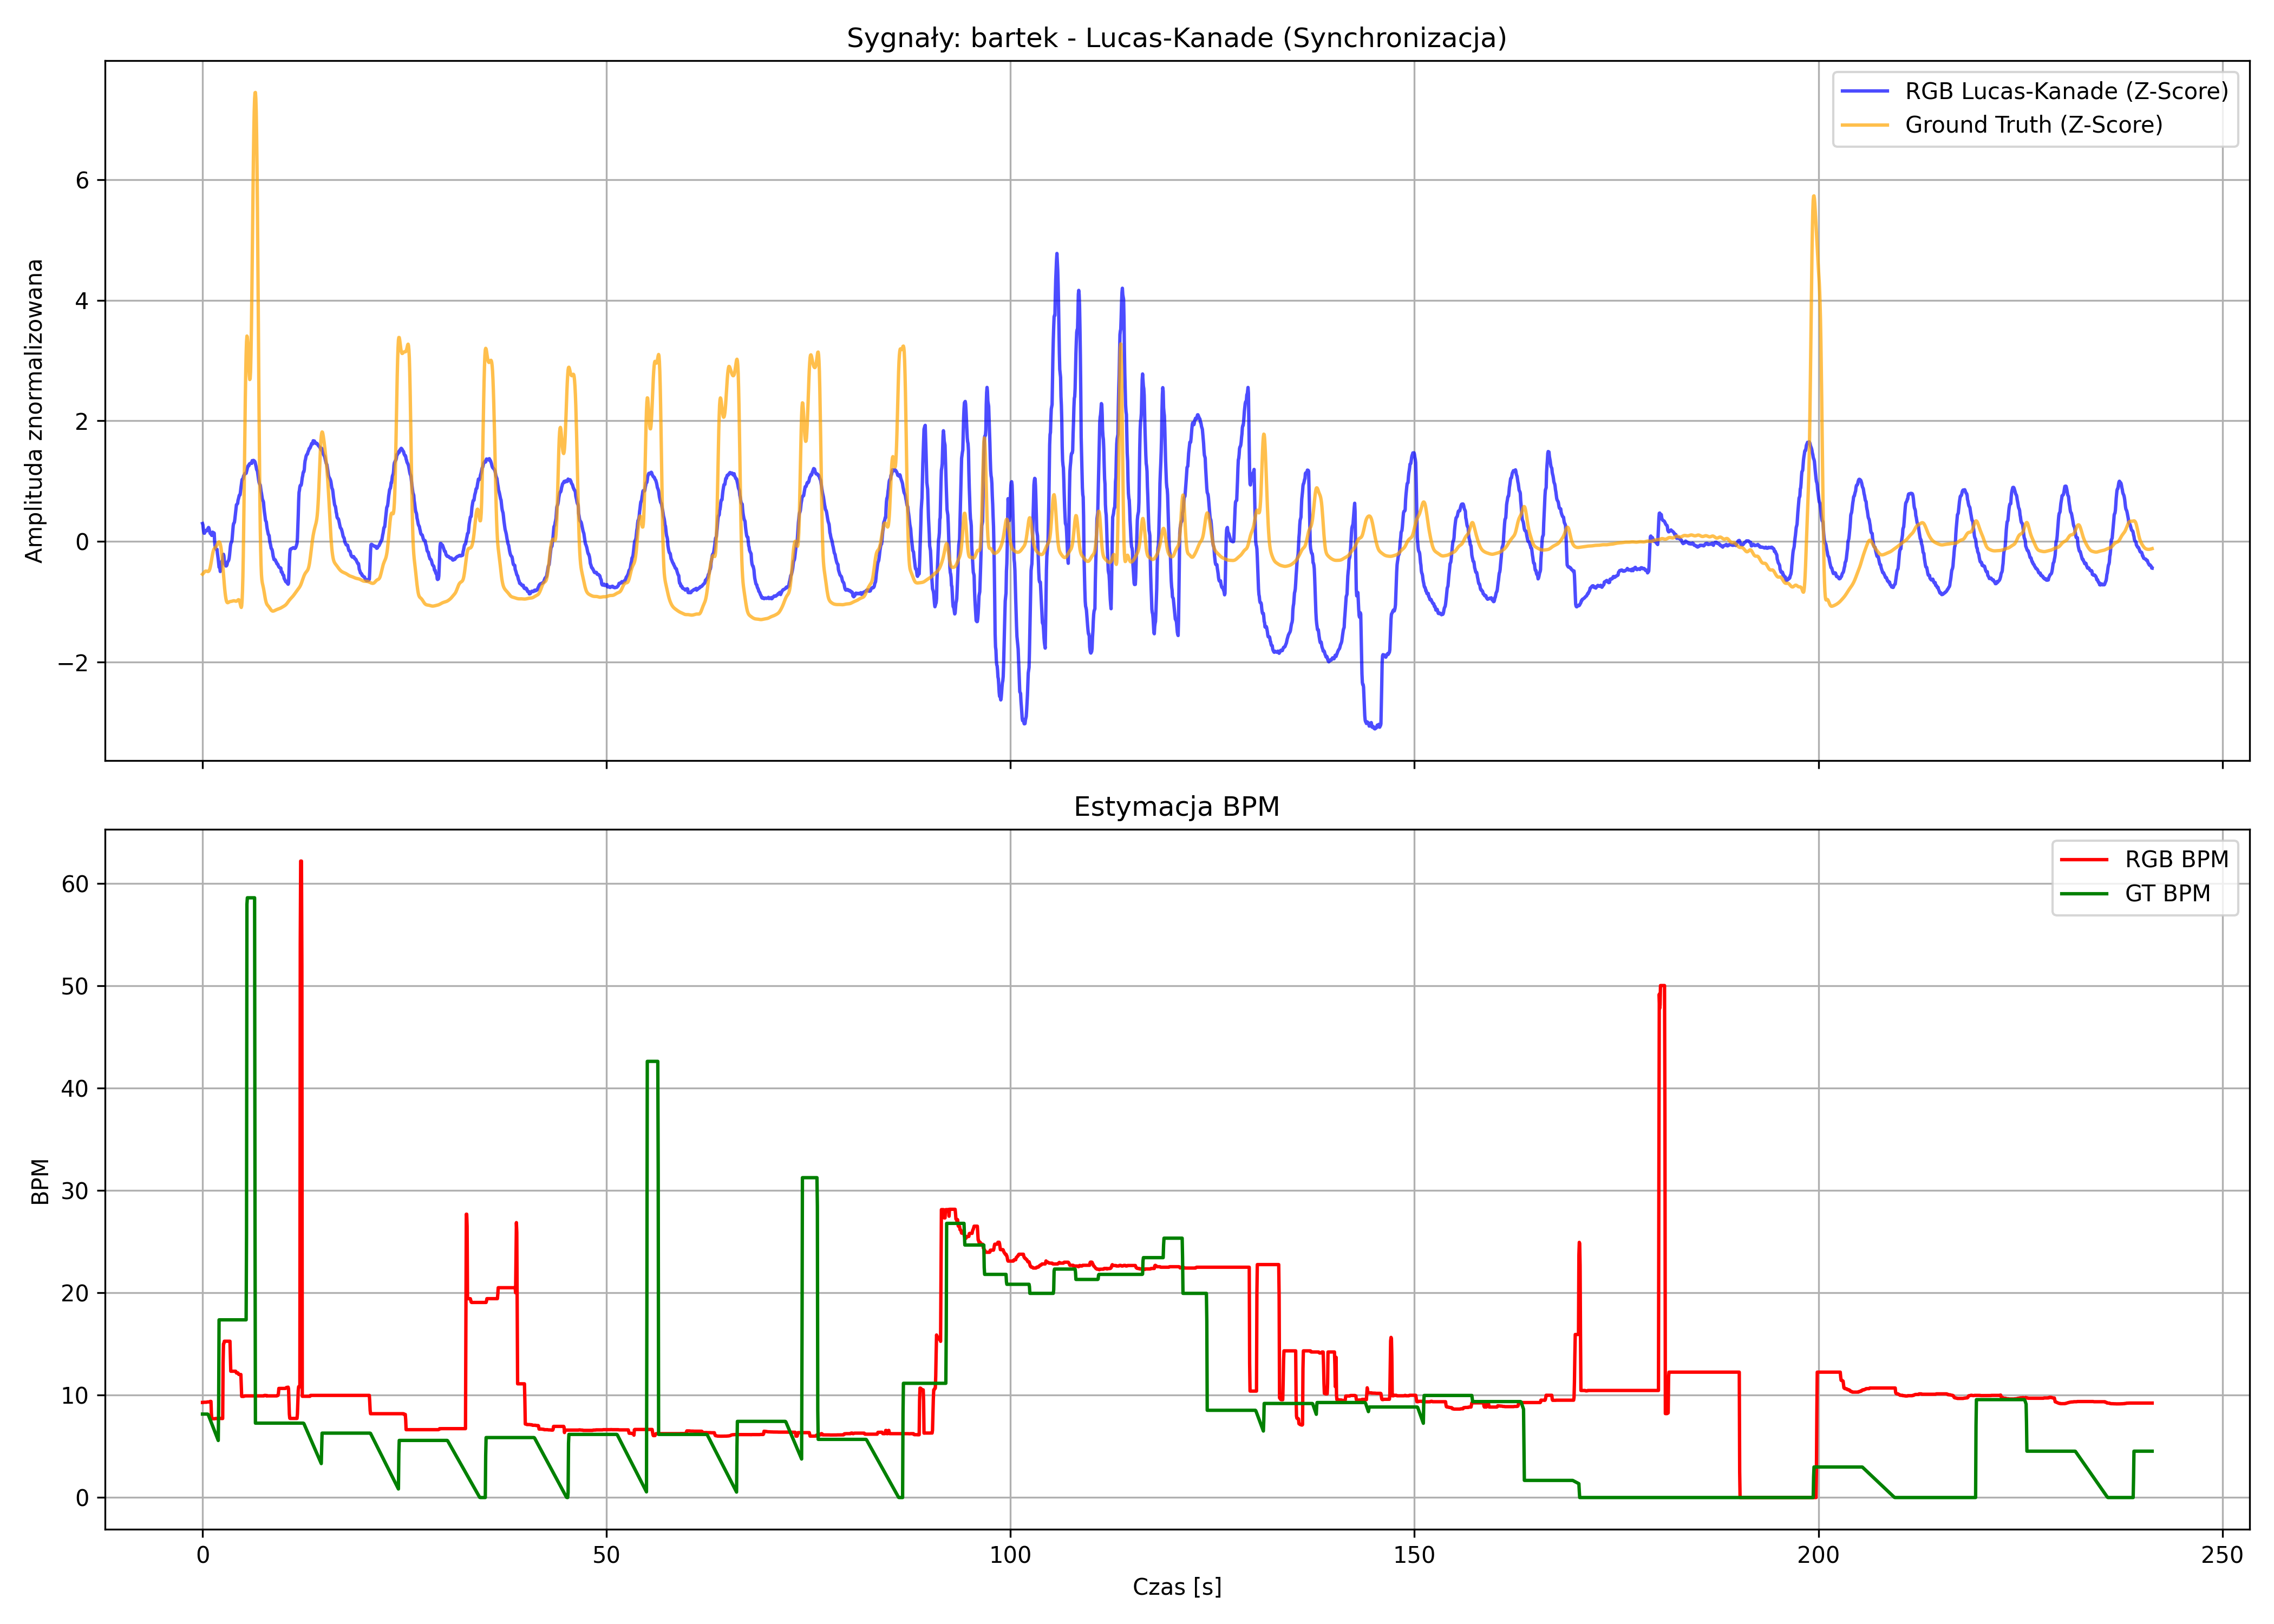 Sygnały: bartek - Lucas-Kanade (Synchronizacja)
RGB Lucas-Kanade (Z-Score)
Ground Truth (Z-Score)
Amplituda znormalizowana
6
4
2
0
−2
Estymacja BPM
RGB BPM
GT BPM
BPM
60
50
40
30
20
10
0
0
50
100
150
200
250
Czas [s]